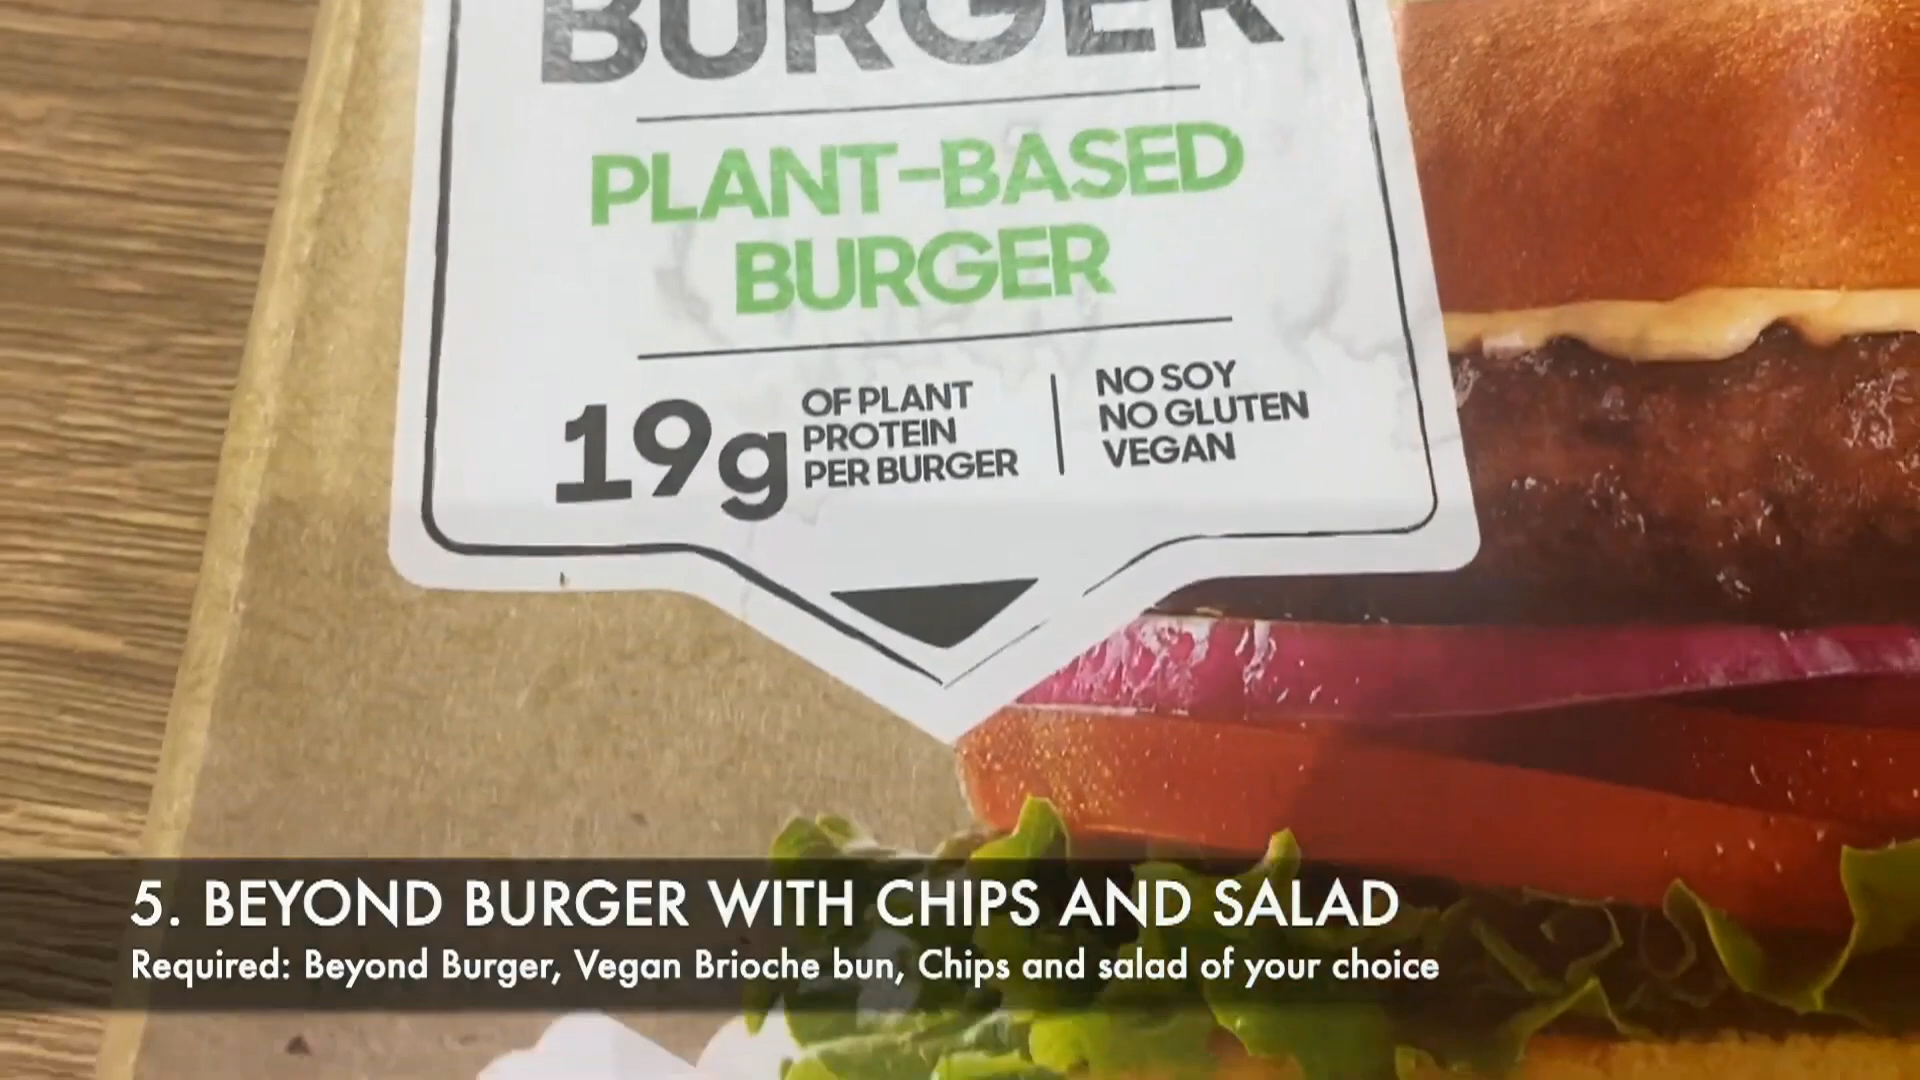 BURGER
PLANT-BASED
BURGER
19g
OF PLANT
PROTEIN
PER BURGER
NO SOY
NO GLUTEN
VEGAN
5. BEYOND BURGER WITH CHIPS AND SALAD
Required: Beyond Burger, Vegan Brioche bun, Chips and salad of your choice